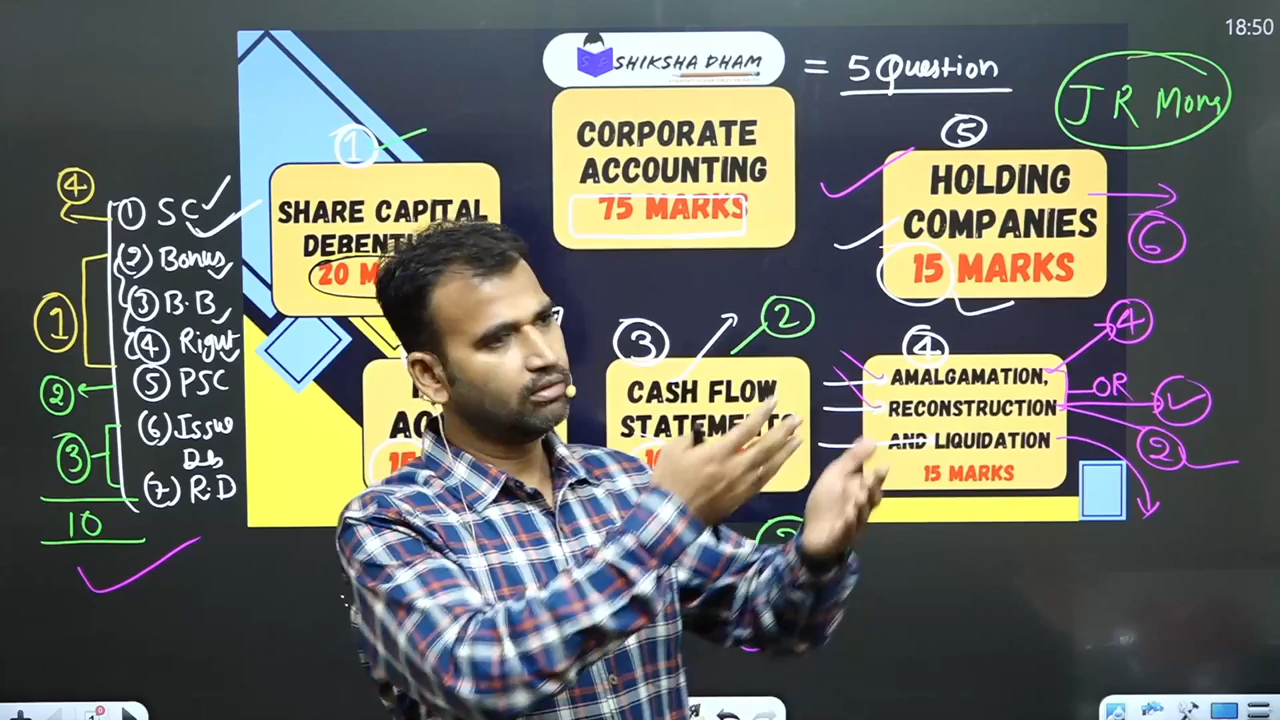 18:50
SHIKSHA DHAM
= 5 Question
J R Mong
CORPORATE
ACCOUNTING
75 MARKS
①
SHARE CAPITAL
20 M
⑤
HOLDING
COMPANIES
15 MARKS
⑥
④
① SC
② Bonus
③ B.B
④ Right
⑤ PSC
⑥ Issue
Deb
⑦ R.D
①
②
③
10
③
②
CASH FLOW
④
AMALGAMATION,
RECONSTRUCTION
AND LIQUIDATION
15 MARKS
④
OR
②